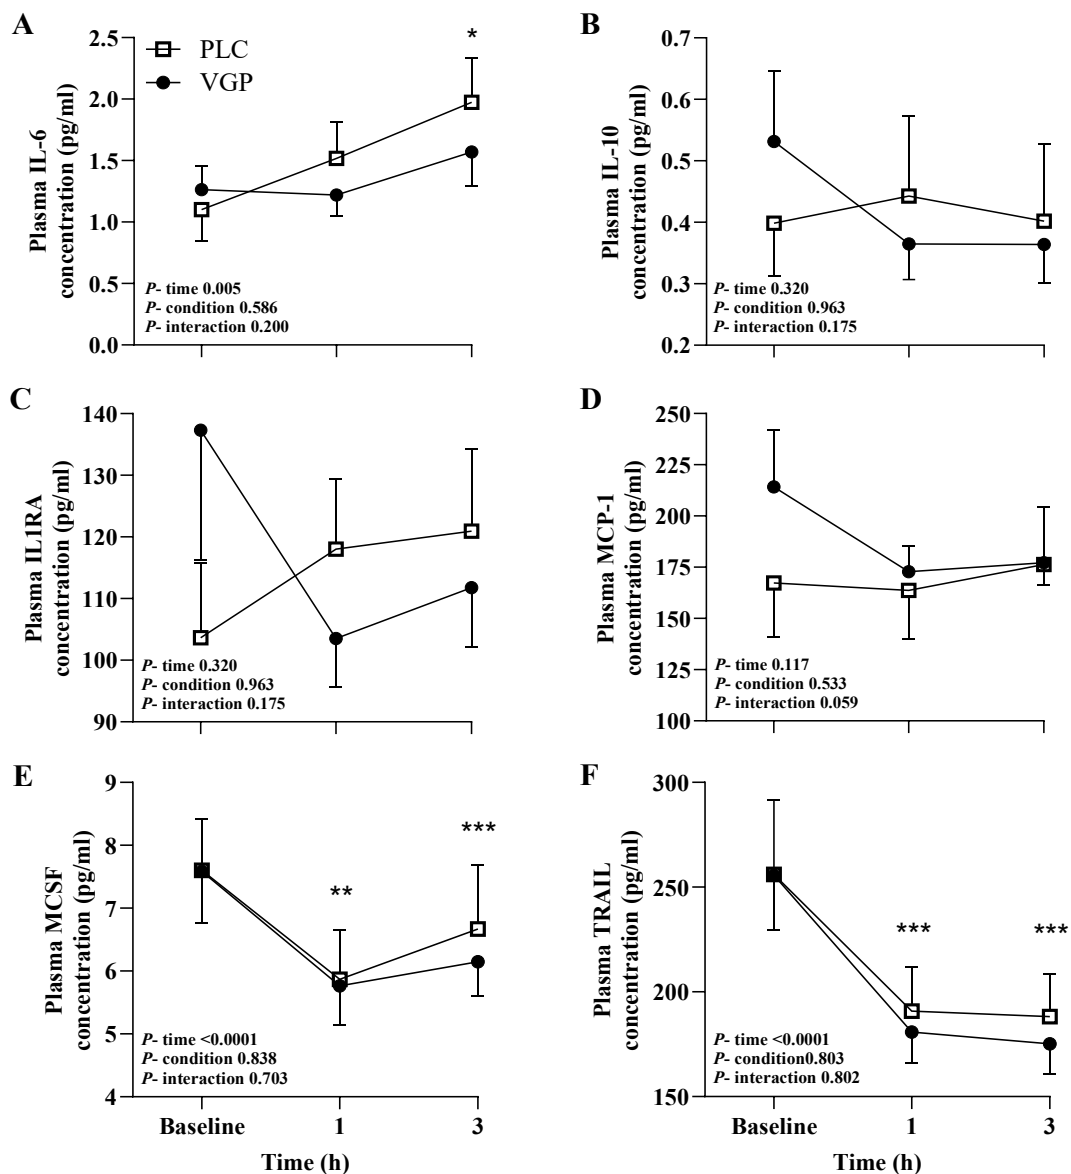 A
Plasma IL-6
concentration (pg/ml)
2.5
2.0
1.5
1.0
0.5
0.0
PLC
VGP
*
P- time 0.005
P- condition 0.586
P- interaction 0.200
B
Plasma IL-10
concentration (pg/ml)
0.7
0.6
0.5
0.4
0.3
0.2
P- time 0.320
P- condition 0.963
P- interaction 0.175
C
Plasma IL1RA
concentration (pg/ml)
140
130
120
110
100
90
P- time 0.320
P- condition 0.963
P- interaction 0.175
D
Plasma MCP-1
concentration (pg/ml)
250
225
200
175
150
125
100
P- time 0.117
P- condition 0.533
P- interaction 0.059
E
Plasma MCSF
concentration (pg/ml)
9
8
7
6
5
4
**
***
P- time <0.0001
P- condition 0.838
P- interaction 0.703
Baseline
1
3
Time (h)
F
Plasma TRAIL
concentration (pg/ml)
300
250
200
150
***
***
P- time <0.0001
P- condition0.803
P- interaction 0.802
Baseline
1
3
Time (h)